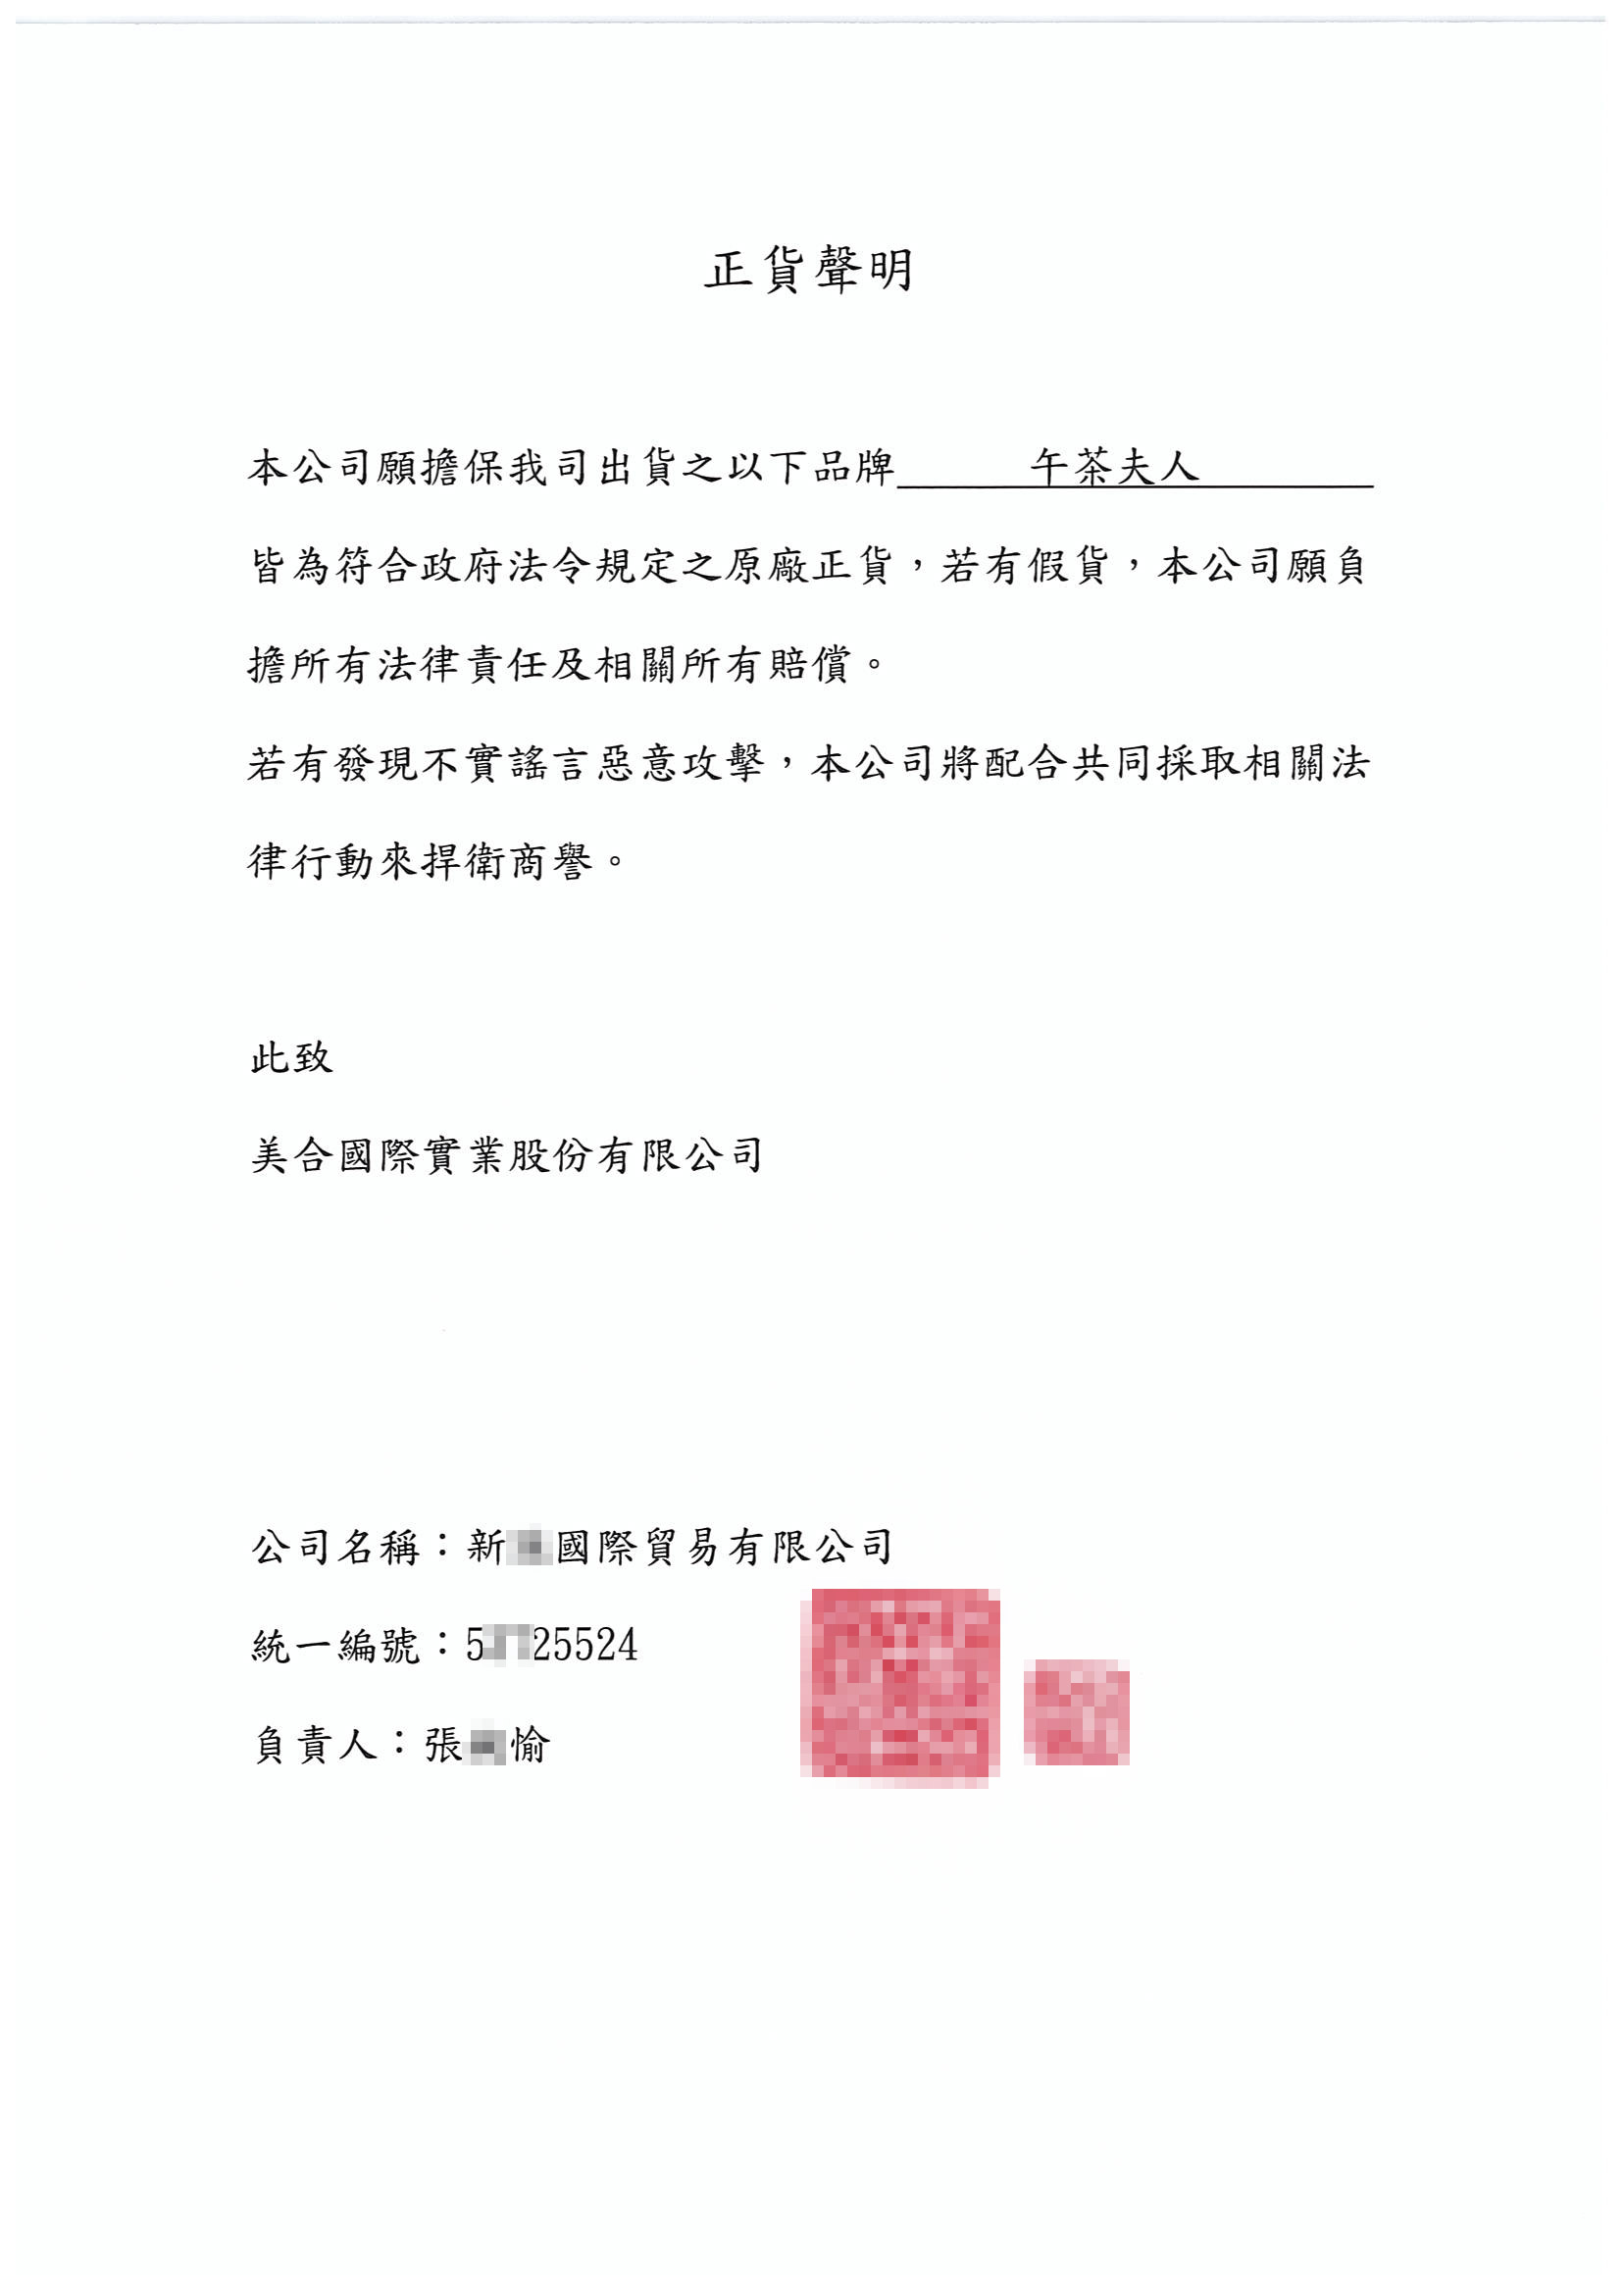 正貨聲明
本公司願擔保我司出貨之以下品牌 午茶夫人
皆為符合政府法令規定之原廠正貨，若有假貨，本公司願負
擔所有法律責任及相關所有賠償。
若有發現不實謠言惡意攻擊，本公司將配合共同採取相關法
律行動來捍衛商譽。
此致
美合國際實業股份有限公司
公司名稱：新 國際貿易有限公司
統一編號：5 25524
負責人：張 愉